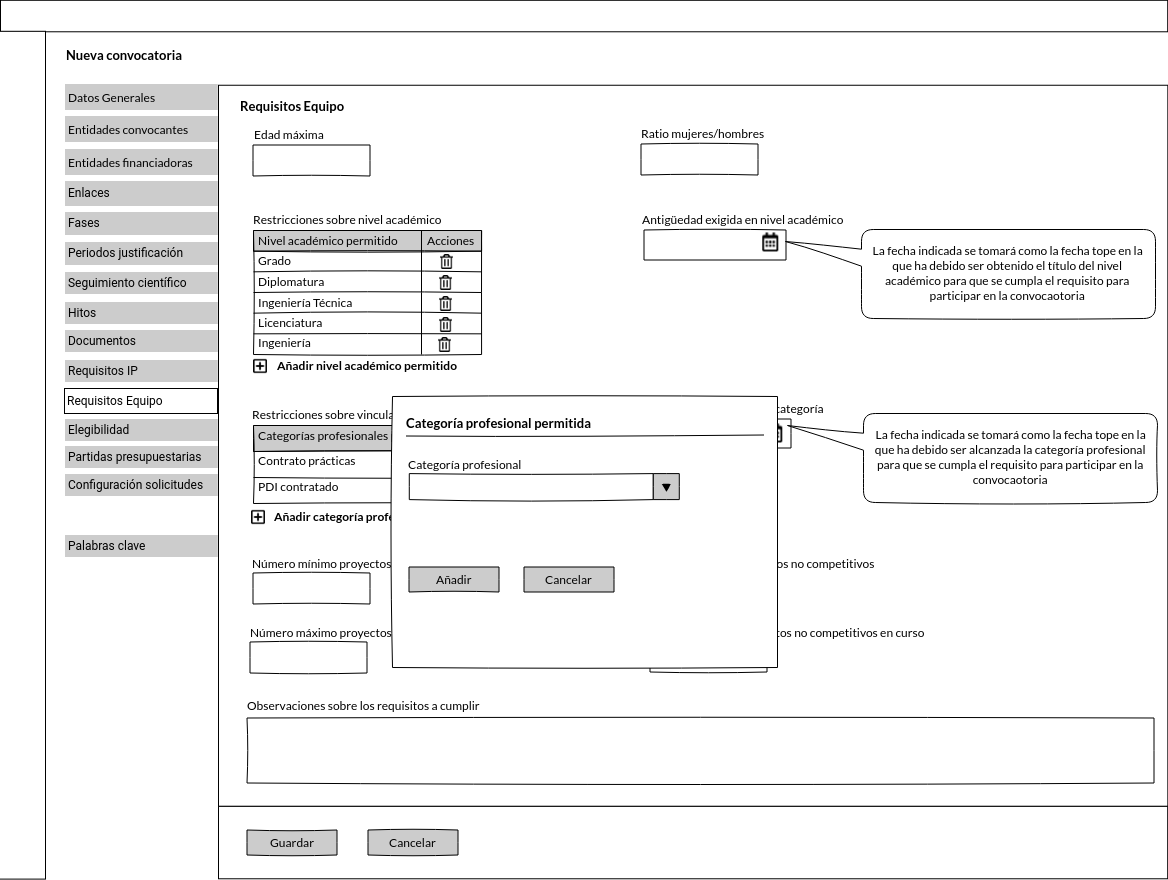 Nueva convocatoria
Datos Generales
Entidades convocantes
Entidades financiadoras
Enlaces
Fases
Periodos justificación
Seguimiento científico
Hitos
Documentos
Requisitos IP
Requisitos Equipo
Elegibilidad
Partidas presupuestarias
Configuración solicitudes
Palabras clave
Requisitos Equipo
Edad máxima
Ratio mujeres/hombres
Restricciones sobre nivel académico
Nivel académico permitido Acciones
Grado
Diplomatura
Ingeniería Técnica
Licenciatura
Ingeniería
Añadir nivel académico permitido
Antigüedad exigida en nivel académico
La fecha indicada se tomará como la fecha tope en la
que ha debido ser obtenido el título del nivel
académico para que se cumpla el requisito para
participar en la convocaotoria
Restricciones sobre
Categorías profesionales
Contrato prácticas
PDI contratado
Añadir categoría
categoría
La fecha indicada se tomará como la fecha tope en la
que ha debido ser alcanzada la categoría profesional
para que se cumpla el requisito para participar en la
convocaotoria
Categoría profesional permitida
Categoría profesional
Añadir Cancelar
Número mínimo proyectos
no competitivos
Número máximo proyectos
no competitivos en curso
Observaciones sobre los requisitos a cumplir
Guardar Cancelar